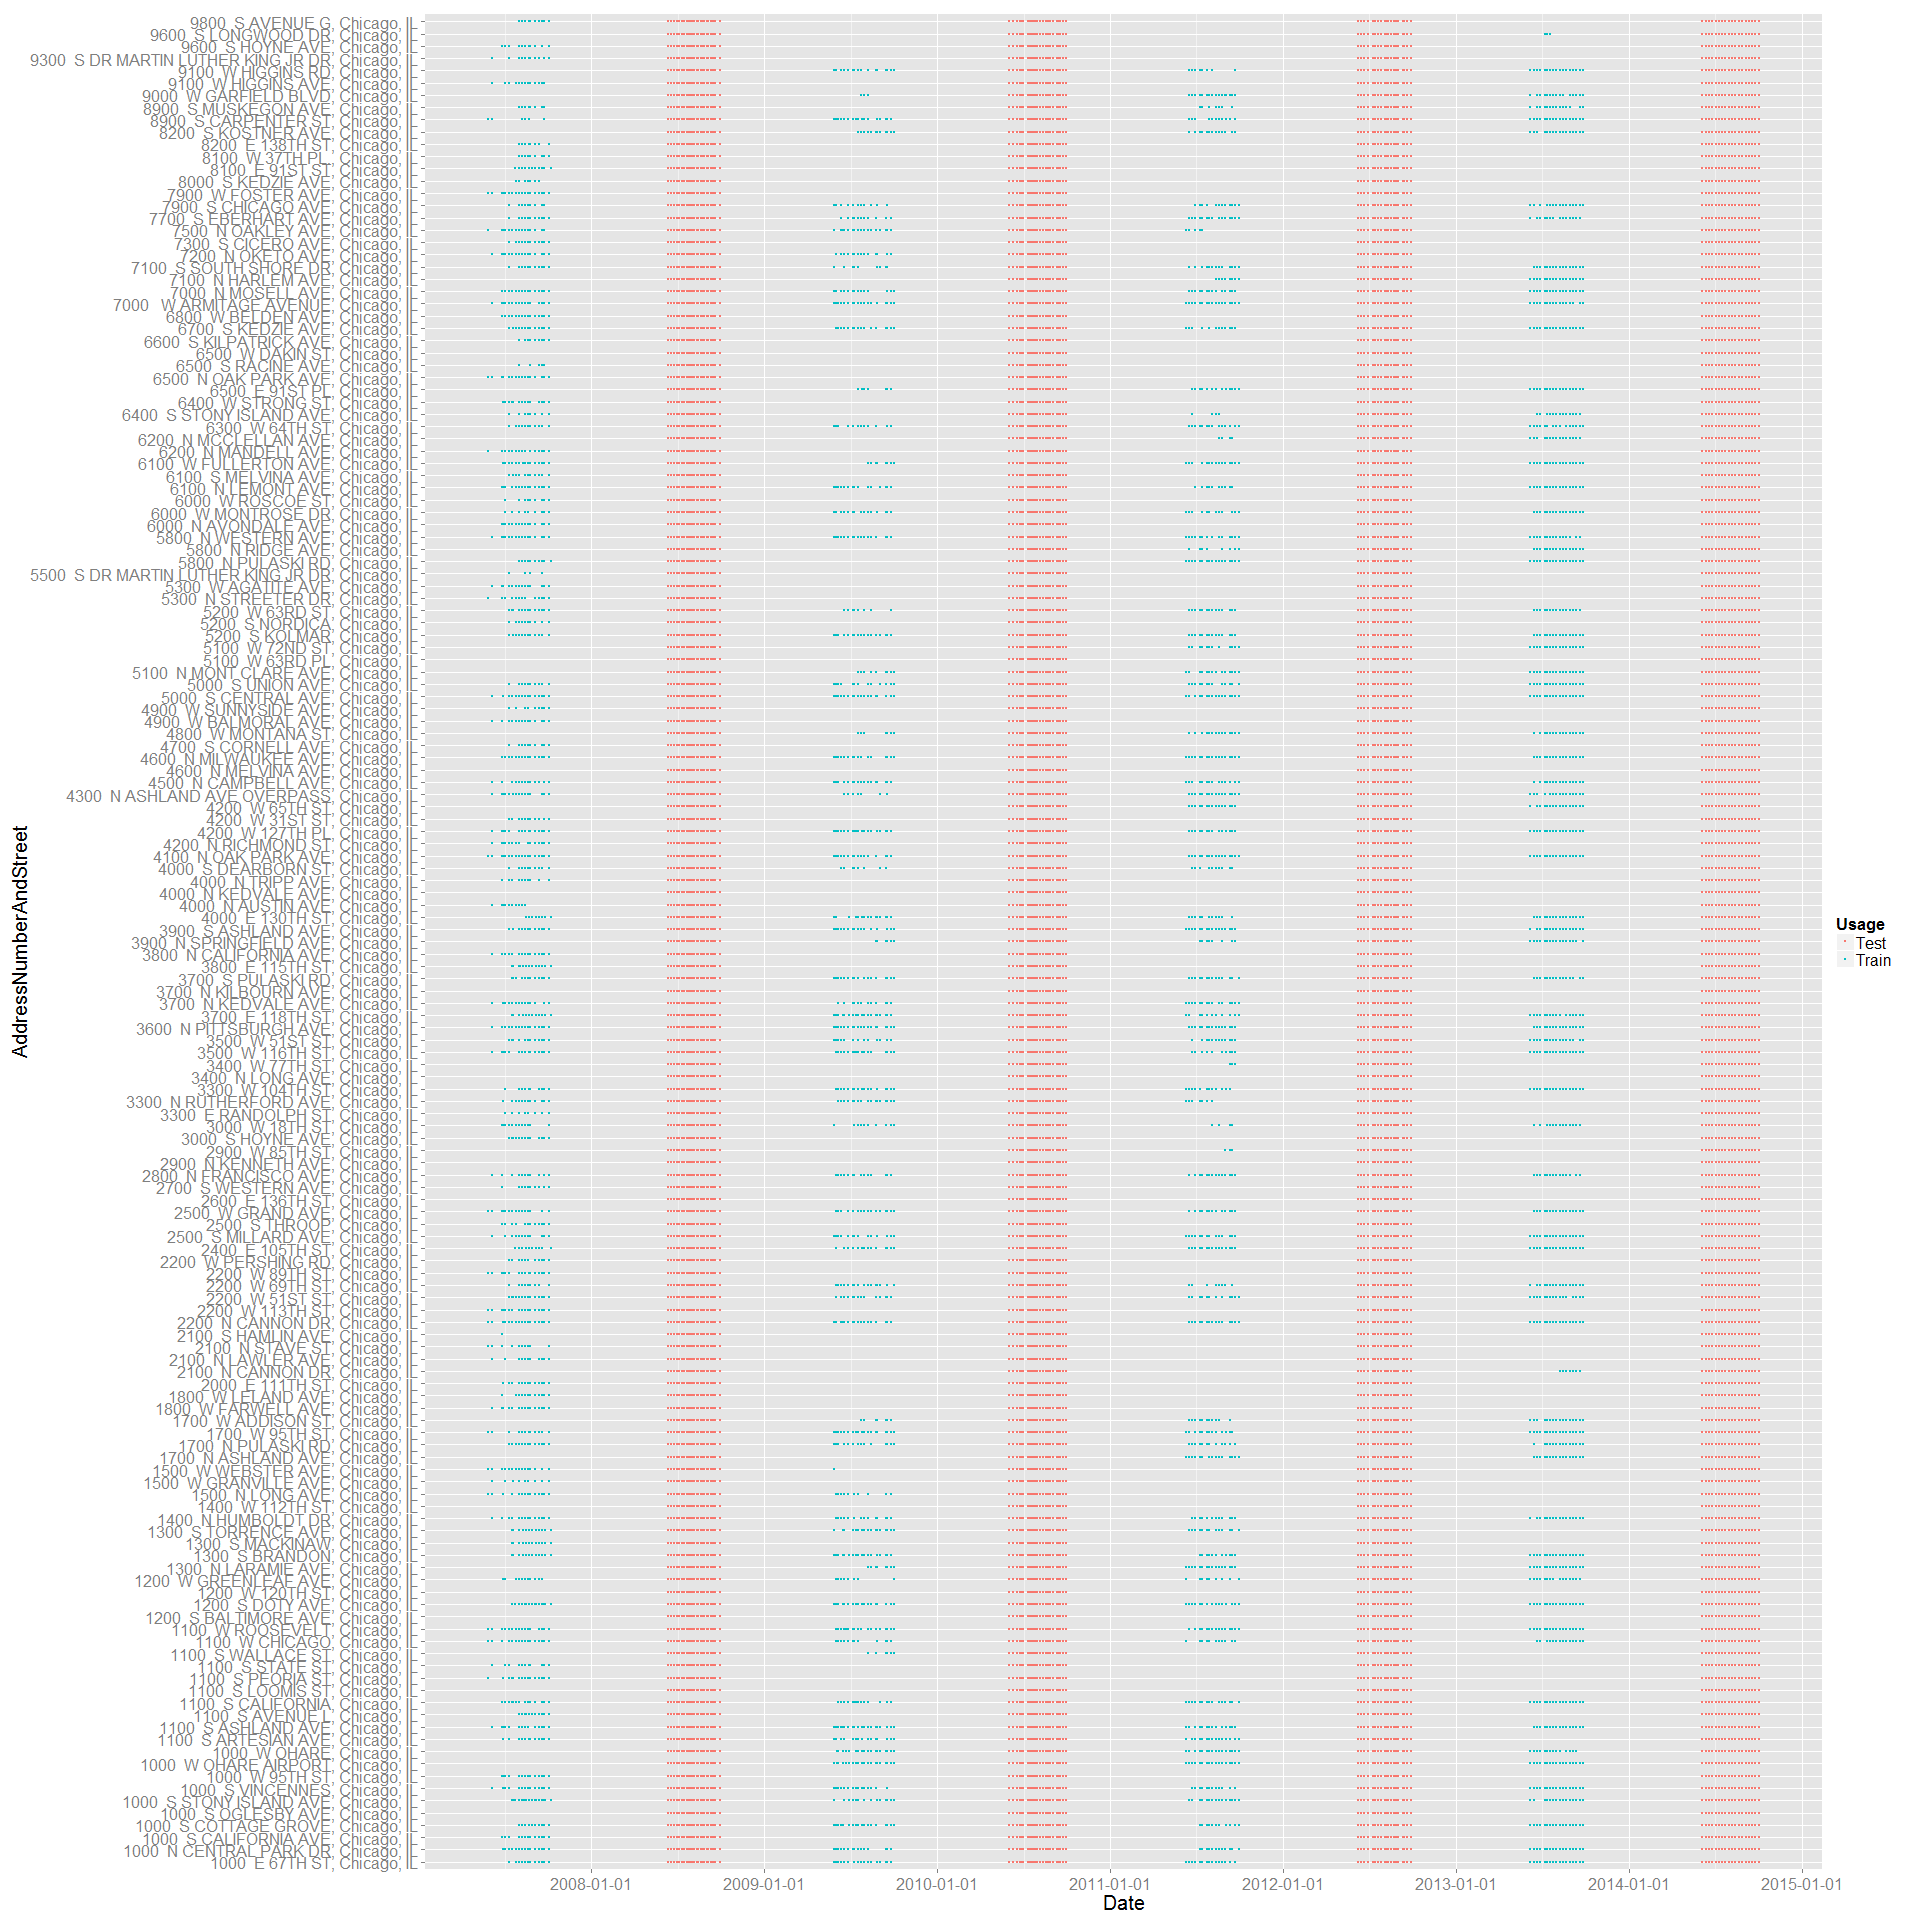 9800  S AVENUE G, Chicago, IL
9600  S LONGWOOD DR, Chicago, IL
9600  S HOYNE AVE, Chicago, IL
9300  S DR MARTIN LUTHER KING JR DR, Chicago, IL
9100  W HIGGINS RD, Chicago, IL
9100  W HIGGINS AVE, Chicago, IL
9000  W GARFIELD BLVD, Chicago, IL
8900  S MUSKEGON AVE, Chicago, IL
8900  S CARPENTER ST, Chicago, IL
8200  S KOSTNER AVE, Chicago, IL
8200  E 138TH ST, Chicago, IL
8100  W 37TH PL, Chicago, IL
8100  E 91ST ST, Chicago, IL
8000  S KEDZIE AVE, Chicago, IL
7900  W FOSTER AVE, Chicago, IL
7900  S CHICAGO AVE, Chicago, IL
7700  S EBERHART AVE, Chicago, IL
7500  N OAKLEY AVE, Chicago, IL
7300  S CICERO AVE, Chicago, IL
7200  N OKETO AVE, Chicago, IL
7100  S SOUTH SHORE DR, Chicago, IL
7100  N HARLEM AVE, Chicago, IL
7000  N MOSELL AVE, Chicago, IL
7000   W ARMITAGE AVENUE, Chicago, IL
6800  W BELDEN AVE, Chicago, IL
6700  S KEDZIE AVE, Chicago, IL
6600  S KILPATRICK AVE, Chicago, IL
6500  W DAKIN ST, Chicago, IL
6500  S RACINE AVE, Chicago, IL
6500  N OAK PARK AVE, Chicago, IL
6500  E 91ST PL, Chicago, IL
6400  W STRONG ST, Chicago, IL
6400  S STONY ISLAND AVE, Chicago, IL
6300  W 64TH ST, Chicago, IL
6200  N MCCLELLAN AVE, Chicago, IL
6200  N MANDELL AVE, Chicago, IL
6100  W FULLERTON AVE, Chicago, IL
6100  S MELVINA AVE, Chicago, IL
6100  N LEMONT AVE, Chicago, IL
6000  W ROSCOE ST, Chicago, IL
6000  W MONTROSE DR, Chicago, IL
6000  N AVONDALE AVE, Chicago, IL
5800  N WESTERN AVE, Chicago, IL
5800  N RIDGE AVE, Chicago, IL
5800  N PULASKI RD, Chicago, IL
5500  S DR MARTIN LUTHER KING JR DR, Chicago, IL
5300  W AGATITE AVE, Chicago, IL
5300  N STREETER DR, Chicago, IL
5200  W 63RD ST, Chicago, IL
5200  S NORDICA, Chicago, IL
5200  S KOLMAR, Chicago, IL
5100  W 72ND ST, Chicago, IL
5100  W 63RD PL, Chicago, IL
5100  N MONT CLARE AVE, Chicago, IL
5000  S UNION AVE, Chicago, IL
5000  S CENTRAL AVE, Chicago, IL
4900  W SUNNYSIDE AVE, Chicago, IL
4900  W BALMORAL AVE, Chicago, IL
4800  W MONTANA ST, Chicago, IL
4700  S CORNELL AVE, Chicago, IL
4600  N MILWAUKEE AVE, Chicago, IL
4600  N MELVINA AVE, Chicago, IL
4500  N CAMPBELL AVE, Chicago, IL
4300  N ASHLAND AVE OVERPASS, Chicago, IL
4200  W 65TH ST, Chicago, IL
4200  W 31ST ST, Chicago, IL
4200  W 127TH PL, Chicago, IL
4200  N RICHMOND ST, Chicago, IL
4100  N OAK PARK AVE, Chicago, IL
4000  S DEARBORN ST, Chicago, IL
4000  N TRIPP AVE, Chicago, IL
4000  N KEDVALE AVE, Chicago, IL
4000  N AUSTIN AVE, Chicago, IL
4000  E 130TH ST, Chicago, IL
3900  S ASHLAND AVE, Chicago, IL
3900  N SPRINGFIELD AVE, Chicago, IL
3800  N CALIFORNIA AVE, Chicago, IL
3800  E 115TH ST, Chicago, IL
3700  S PULASKI RD, Chicago, IL
3700  N KILBOURN AVE, Chicago, IL
3700  N KEDVALE AVE, Chicago, IL
3700  E 118TH ST, Chicago, IL
3600  N PITTSBURGH AVE, Chicago, IL
3500  W 51ST ST, Chicago, IL
3500  W 116TH ST, Chicago, IL
3400  W 77TH ST, Chicago, IL
3400  N LONG AVE, Chicago, IL
3300  W 104TH ST, Chicago, IL
3300  N RUTHERFORD AVE, Chicago, IL
3300  E RANDOLPH ST, Chicago, IL
3000  W 18TH ST, Chicago, IL
3000  S HOYNE AVE, Chicago, IL
2900  W 85TH ST, Chicago, IL
2900  N KENNETH AVE, Chicago, IL
2800  N FRANCISCO AVE, Chicago, IL
2700  S WESTERN AVE, Chicago, IL
2600  E 136TH ST, Chicago, IL
2500  W GRAND AVE, Chicago, IL
2500  S THROOP, Chicago, IL
2500  S MILLARD AVE, Chicago, IL
2400  E 105TH ST, Chicago, IL
2200  W PERSHING RD, Chicago, IL
2200  W 89TH ST, Chicago, IL
2200  W 69TH ST, Chicago, IL
2200  W 51ST ST, Chicago, IL
2200  W 113TH ST, Chicago, IL
2200  N CANNON DR, Chicago, IL
2100  S HAMLIN AVE, Chicago, IL
2100  N STAVE ST, Chicago, IL
2100  N LAWLER AVE, Chicago, IL
2100  N CANNON DR, Chicago, IL
2000  E 111TH ST, Chicago, IL
1800  W LELAND AVE, Chicago, IL
1800  W FARWELL AVE, Chicago, IL
1700  W ADDISON ST, Chicago, IL
1700  W 95TH ST, Chicago, IL
1700  N PULASKI RD, Chicago, IL
1700  N ASHLAND AVE, Chicago, IL
1500  W WEBSTER AVE, Chicago, IL
1500  W GRANVILLE AVE, Chicago, IL
1500  N LONG AVE, Chicago, IL
1400  W 112TH ST, Chicago, IL
1400  N HUMBOLDT DR, Chicago, IL
1300  S TORRENCE AVE, Chicago, IL
1300  S MACKINAW, Chicago, IL
1300  S BRANDON, Chicago, IL
1300  N LARAMIE AVE, Chicago, IL
1200  W GREENLEAF AVE, Chicago, IL
1200  W 120TH ST, Chicago, IL
1200  S DOTY AVE, Chicago, IL
1200  S BALTIMORE AVE, Chicago, IL
1100  W ROOSEVELT, Chicago, IL
1100  W CHICAGO, Chicago, IL
1100  S WALLACE ST, Chicago, IL
1100  S STATE ST, Chicago, IL
1100  S PEORIA ST, Chicago, IL
1100  S LOOMIS ST, Chicago, IL
1100  S CALIFORNIA, Chicago, IL
1100  S AVENUE L, Chicago, IL
1100  S ASHLAND AVE, Chicago, IL
1100  S ARTESIAN AVE, Chicago, IL
1000  W OHARE, Chicago, IL
1000  W OHARE AIRPORT, Chicago, IL
1000  W 95TH ST, Chicago, IL
1000  S VINCENNES, Chicago, IL
1000  S STONY ISLAND AVE, Chicago, IL
1000  S OGLESBY AVE, Chicago, IL
1000  S COTTAGE GROVE, Chicago, IL
1000  S CALIFORNIA AVE, Chicago, IL
1000  N CENTRAL PARK DR, Chicago, IL
1000  E 67TH ST, Chicago, IL
AddressNumberAndStreet
2008-01-01
2009-01-01
2010-01-01
2011-01-01
2012-01-01
2013-01-01
2014-01-01
2015-01-01
Date
Usage
Test
Train